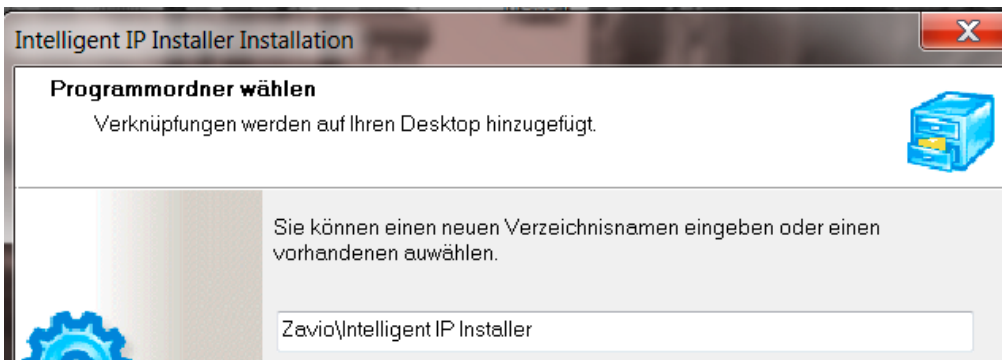 Intelligent IP Installer Installation
Programmordner wählen
Verknüpfungen werden auf Ihren Desktop hinzugefügt.
Sie können einen neuen Verzeichnisnamen eingeben oder einen
vorhandenen auwählen.
Zavio\Intelligent IP Installer